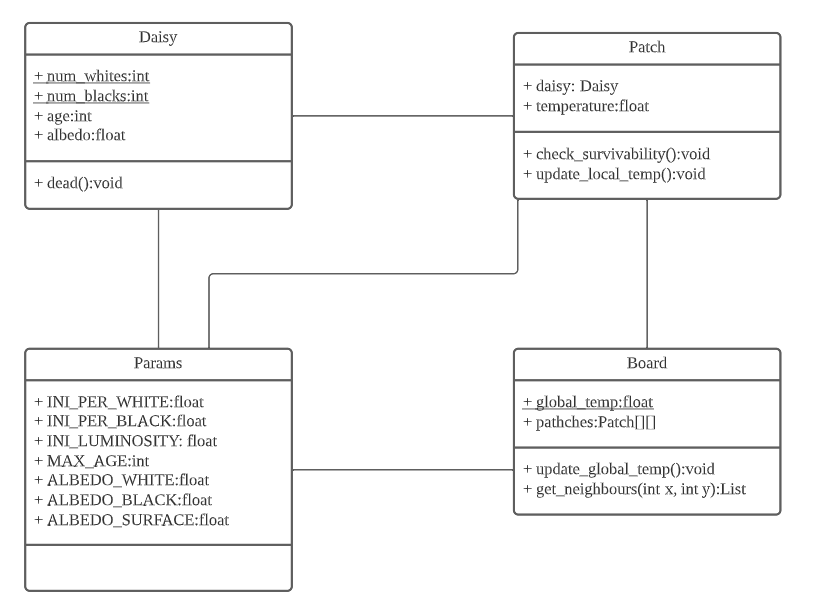 Daisy
+ num_whites:int
+ num_blacks:int
+ age:int
+ albedo:float
+ dead():void
Patch
+ daisy: Daisy
+ temperature:float
+ check_survivability():void
+ update_local_temp():void
Params
+ INI_PER_WHITE:float
+ INI_PER_BLACK:float
+ INI_LUMINOSITY: float
+ MAX_AGE:int
+ ALBEDO_WHITE:float
+ ALBEDO_BLACK:float
+ ALBEDO_SURFACE:float
Board
+ global_temp:float
+ pathches:Patch[][]
+ update_global_temp():void
+ get_neighbours(int x, int y):List